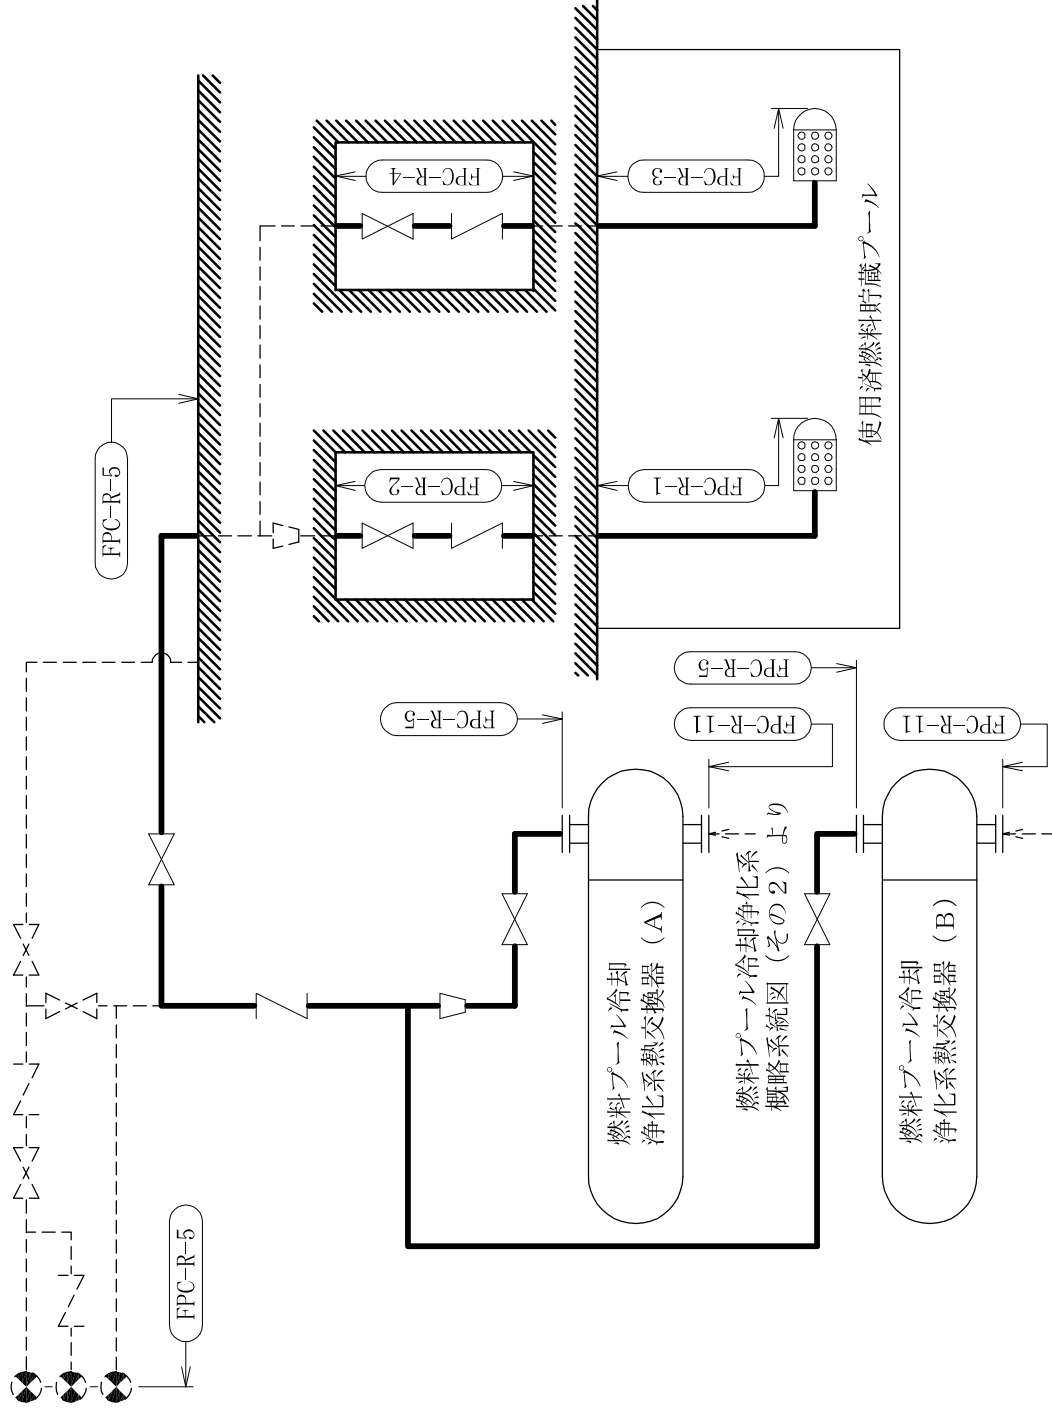 FPC-R-5
FPC-R-4
FPC-R-3
FPC-R-2
FPC-R-1
使用済燃料貯蔵プール
FPC-R-5
FPC-R-5
FPC-R-11
FPC-R-11
燃料プール冷却
浄化系熱交換器（A）
燃料プール冷却浄化系
概略系統図（その２）より
燃料プール冷却
浄化系熱交換器（B）
FPC-R-5